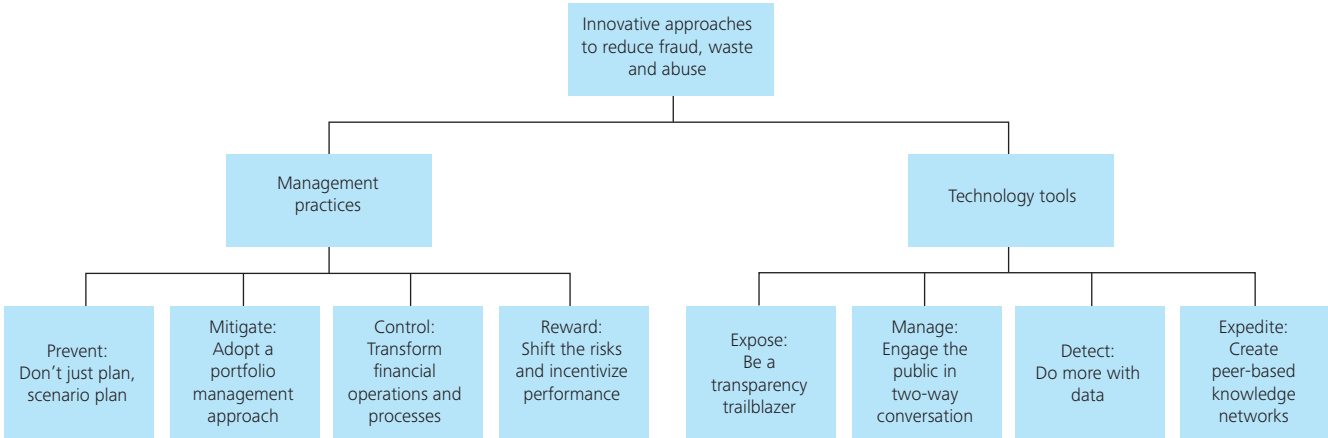 Innovative approaches
to reduce fraud, waste
and abuse
Management
practices
Technology tools
Prevent:
Don’t just plan,
scenario plan
Mitigate:
Adopt a
portfolio
management
approach
Control:
Transform
financial
operations and
processes
Reward:
Shift the risks
and incentivize
performance
Expose:
Be a
transparency
trailblazer
Manage:
Engage the
public in
two-way
conversation
Detect:
Do more with
data
Expedite:
Create
peer-based
knowledge
networks